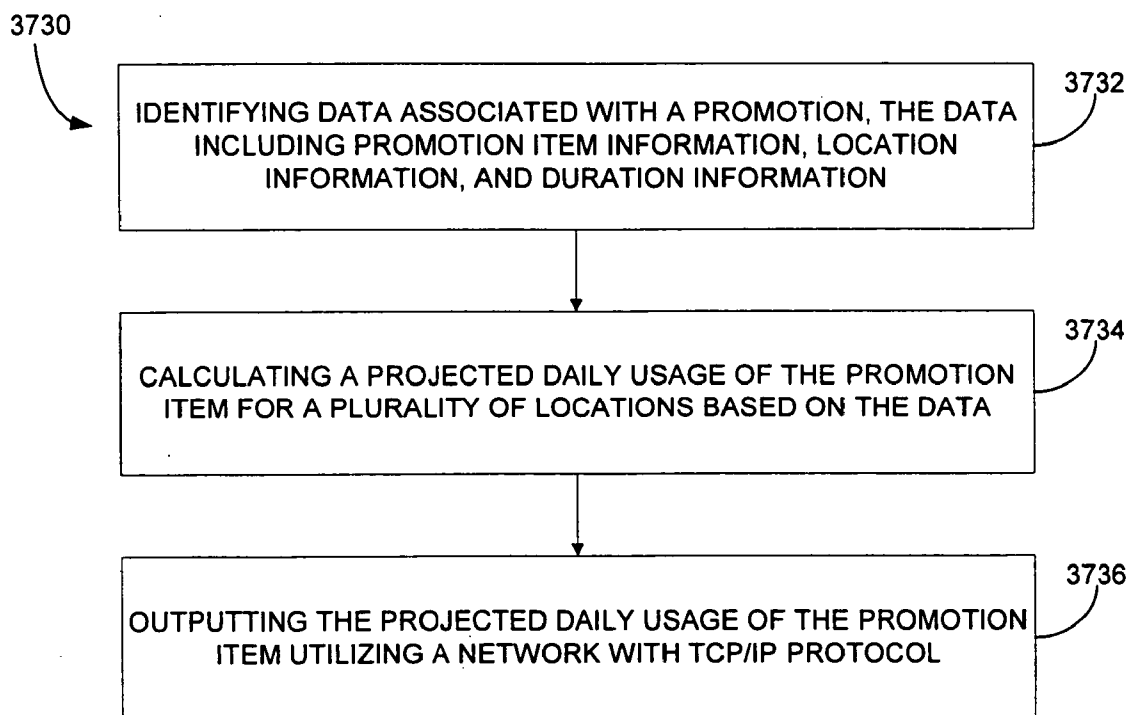 3730
3732
IDENTIFYING DATA ASSOCIATED WITH A PROMOTION, THE DATA
INCLUDING PROMOTION ITEM INFORMATION, LOCATION
INFORMATION, AND DURATION INFORMATION
3734
CALCULATING A PROJECTED DAILY USAGE OF THE PROMOTION
ITEM FOR A PLURALITY OF LOCATIONS BASED ON THE DATA
3736
OUTPUTTING THE PROJECTED DAILY USAGE OF THE PROMOTION
ITEM UTILIZING A NETWORK WITH TCP/IP PROTOCOL